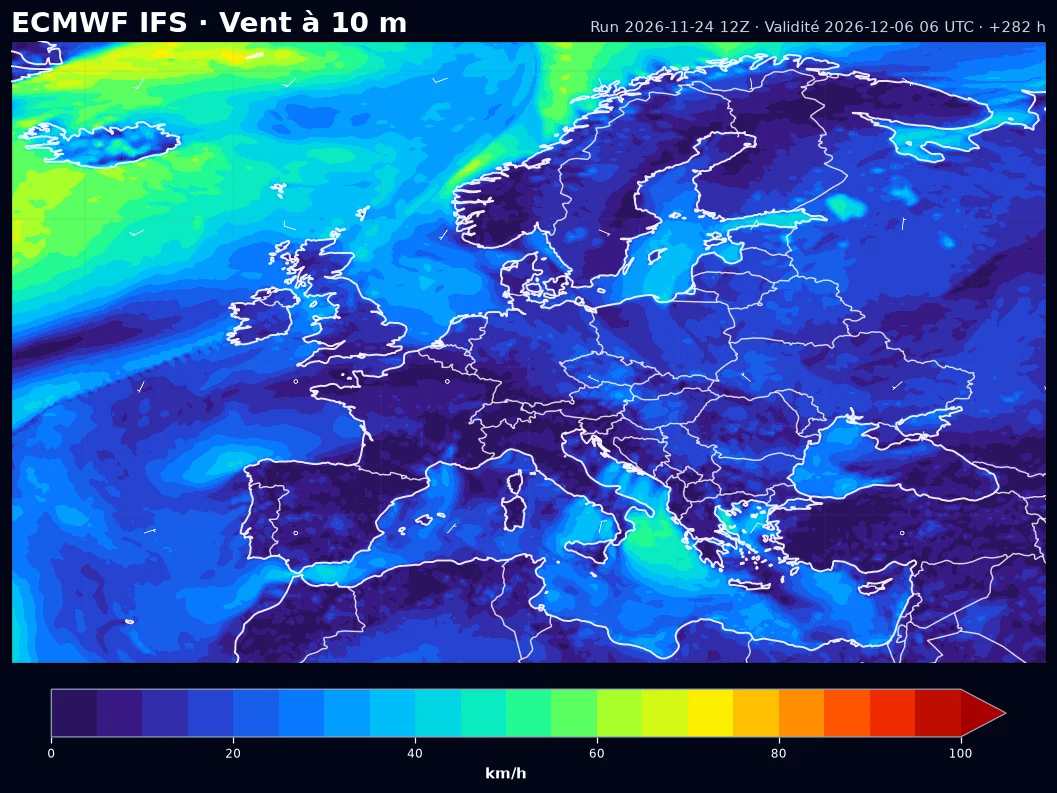 ECMWF IFS · Vent à 10 m
Run 2026-11-24 12Z · Validité 2026-12-06 06 UTC · +282 h
0 20 40 60 80 100
km/h